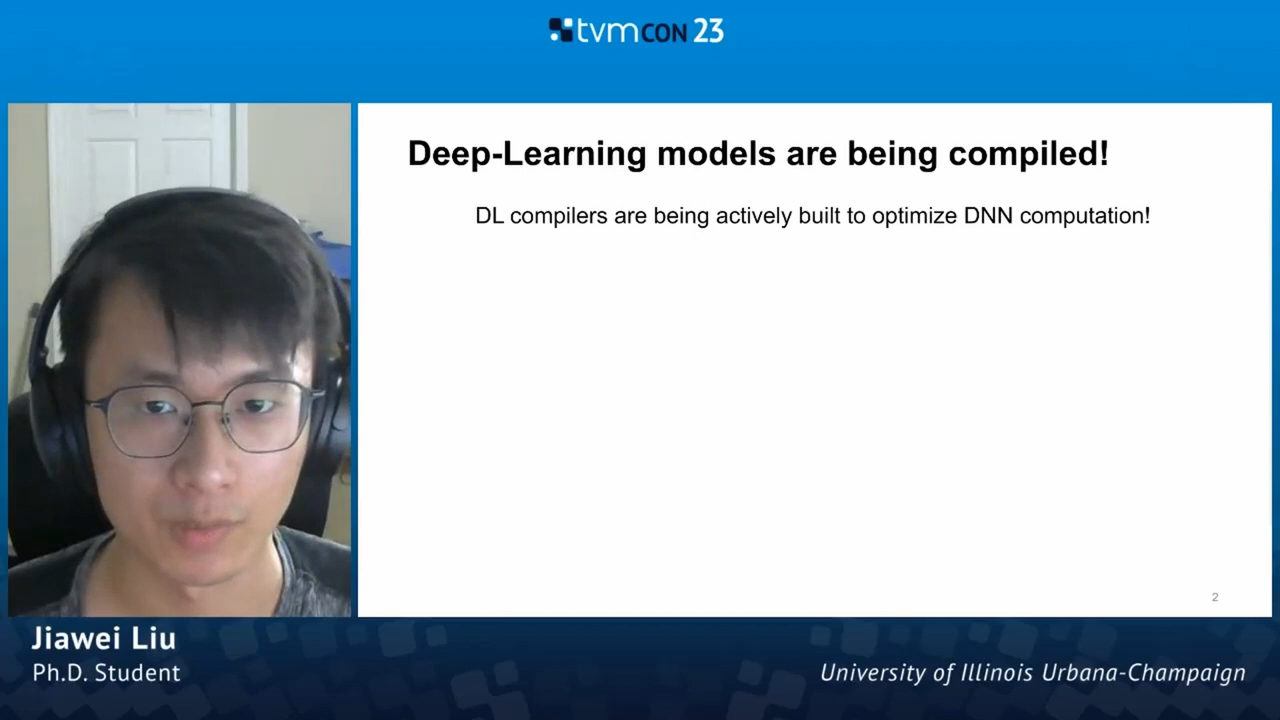 tvmCON 23
Deep-Learning models are being compiled!
DL compilers are being actively built to optimize DNN computation!
2
Jiawei Liu
Ph.D. Student
University of Illinois Urbana-Champaign